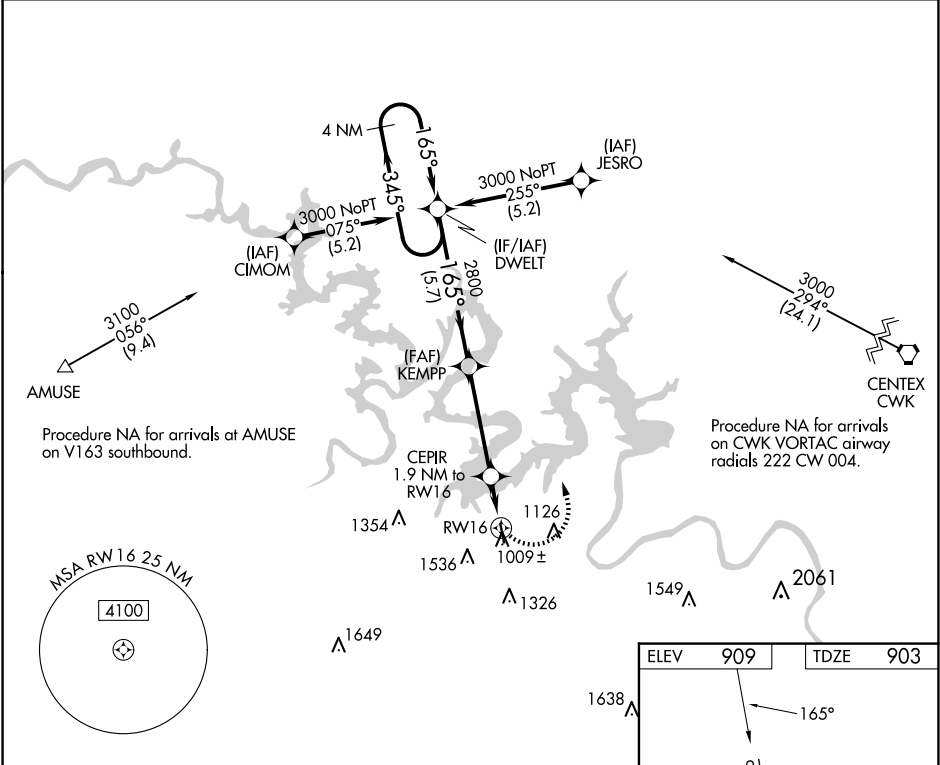 4 NM
165°
345°
(IAF)
JESRO
3000 NoPT
255°
(5.2)
3000 NoPT
075°
(5.2)
(IAF)
CIMOM
(IF/IAF)
DWELT
2800
165°
(5.7)
3100
056°
(9.4)
AMUSE
3000
294°
(24.1)
CENTEX
CWK
(FAF)
KEMPP
Procedure NA for arrivals at AMUSE
on V163 southbound.
Procedure NA for arrivals
on CWK VORTAC airway
radials 222 CW 004.
CEPIR
1.9 NM to
RW16
1354
RW16
1126
1536
1009 ±
1326
1549
2061
1649
1638
MSA RW16 25 NM
4100
ELEV 909
TDZE 903
165°